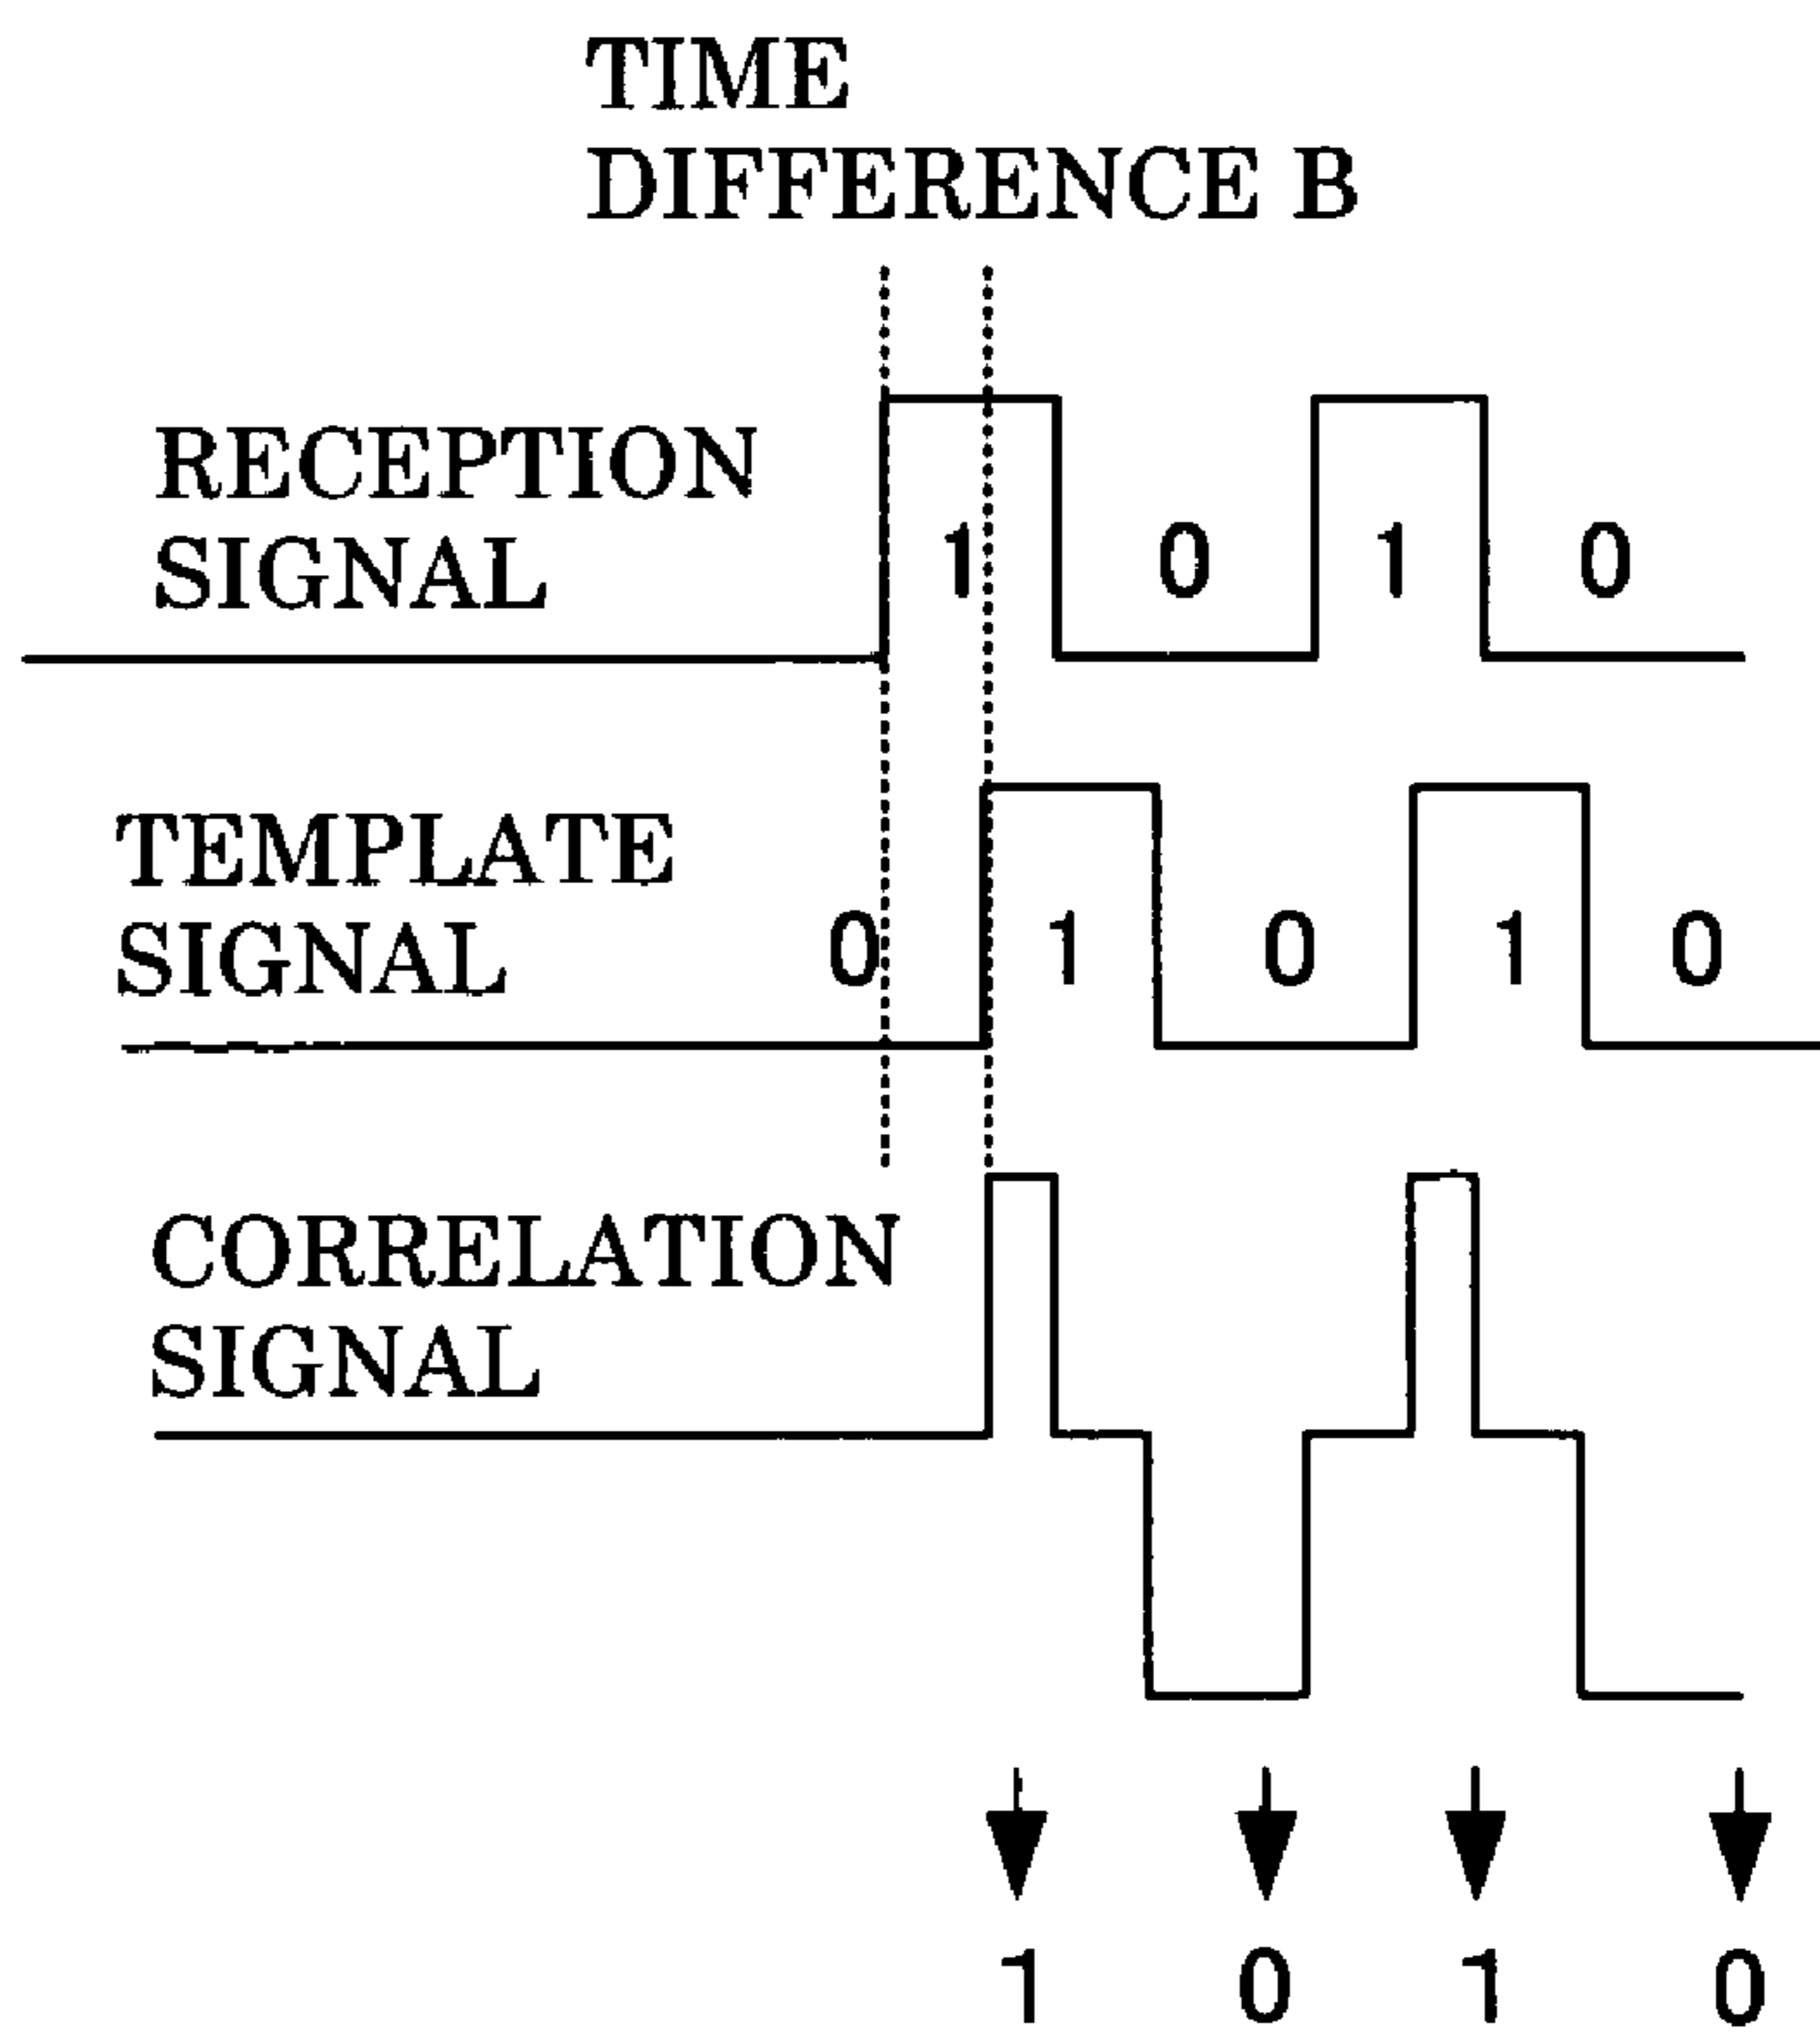 TIME
DIFFERENCE B
RECEPTION
SIGNAL
1 0 1 0
TEMPLATE
SIGNAL
0 1 0 1 0
CORRELATION
SIGNAL
1 0 1 0